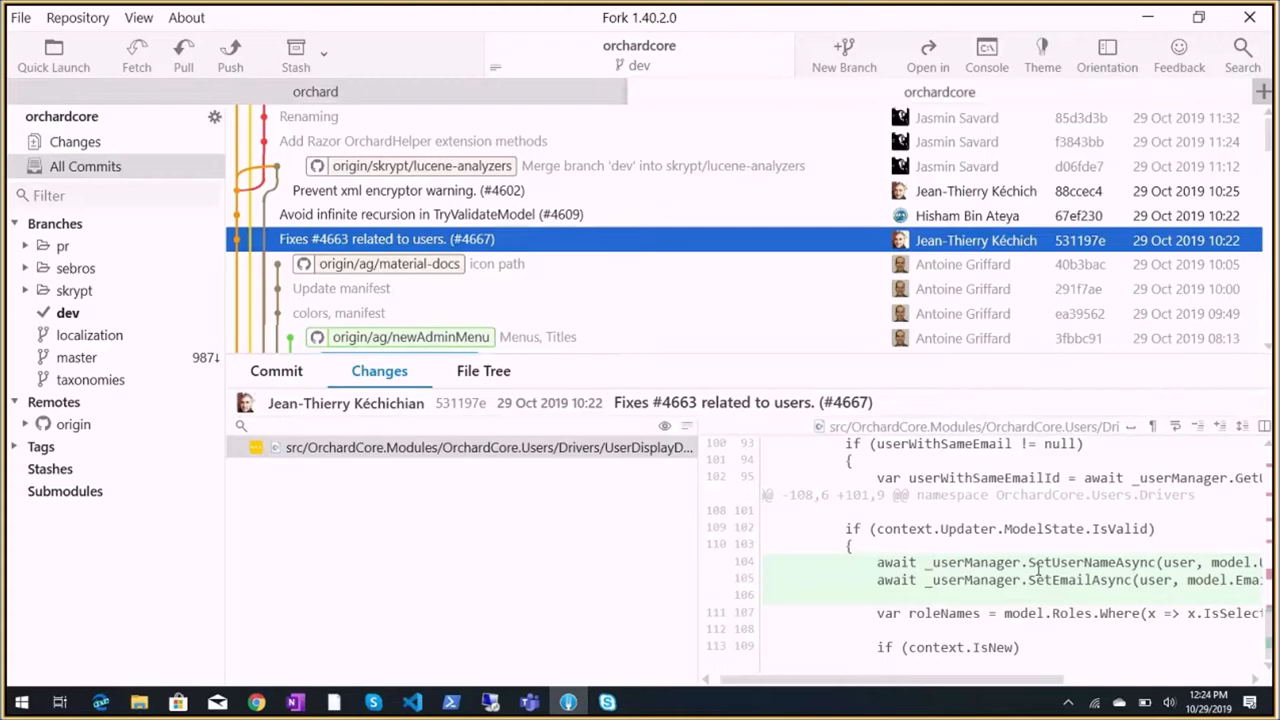 File Repository View About
Fork 1.40.2.0
Quick Launch
Fetch
Pull
Push
Stash
orchardcore
dev
New Branch
Open in
Console
Theme
Orientation
Feedback
Search
orchard
orchardcore
orchardcore
Changes
All Commits
Filter
Branches
pr
sebros
skrypt
dev
localization
master 987↓
taxonomies
Remotes
origin
Tags
Stashes
Submodules
Renaming Jasmin Savard 85d3d3b 29 Oct 2019 11:32
Add Razor OrchardHelper extension methods Jasmin Savard f3843bb 29 Oct 2019 11:24
origin/skrypt/lucene-analyzers Merge branch 'dev' into skrypt/lucene-analyzers Jasmin Savard d06fde7 29 Oct 2019 11:12
Prevent xml encryptor warning. (#4602) Jean-Thierry Kéchich 88ccec4 29 Oct 2019 10:25
Avoid infinite recursion in TryValidateModel (#4609) Hisham Bin Ateya 67ef230 29 Oct 2019 10:22
Fixes #4663 related to users. (#4667) Jean-Thierry Kéchich 531197e 29 Oct 2019 10:22
origin/ag/material-docs icon path Antoine Griffard 40b3bac 29 Oct 2019 10:05
Update manifest Antoine Griffard 291f7ae 29 Oct 2019 10:00
colors, manifest Antoine Griffard ea39562 29 Oct 2019 09:49
origin/ag/newAdminMenu Menus, Titles Antoine Griffard 3fbbc91 29 Oct 2019 08:13
Commit Changes File Tree
Jean-Thierry Kéchichian 531197e 29 Oct 2019 10:22 Fixes #4663 related to users. (#4667)
src/OrchardCore.Modules/OrchardCore.Users/Drivers/UserDisplayD...
src/OrchardCore.Modules/OrchardCore.Users/Dri
100 93 if (userWithSameEmail != null)
101 94 {
102 95 var userWithSameEmailId = await _userManager.GetU
@ -108,6 +101,9 @@ namespace OrchardCore.Users.Drivers
108 101
109 102 if (context.Updater.ModelState.IsValid)
110 103 {
104 await _userManager.SetUserNameAsync(user, model.U
105 await _userManager.SetEmailAsync(user, model.Emai
106
111 107 var roleNames = model.Roles.Where(x => x.IsSelect
112 108
113 109 if (context.IsNew)
12:24 PM
10/29/2019